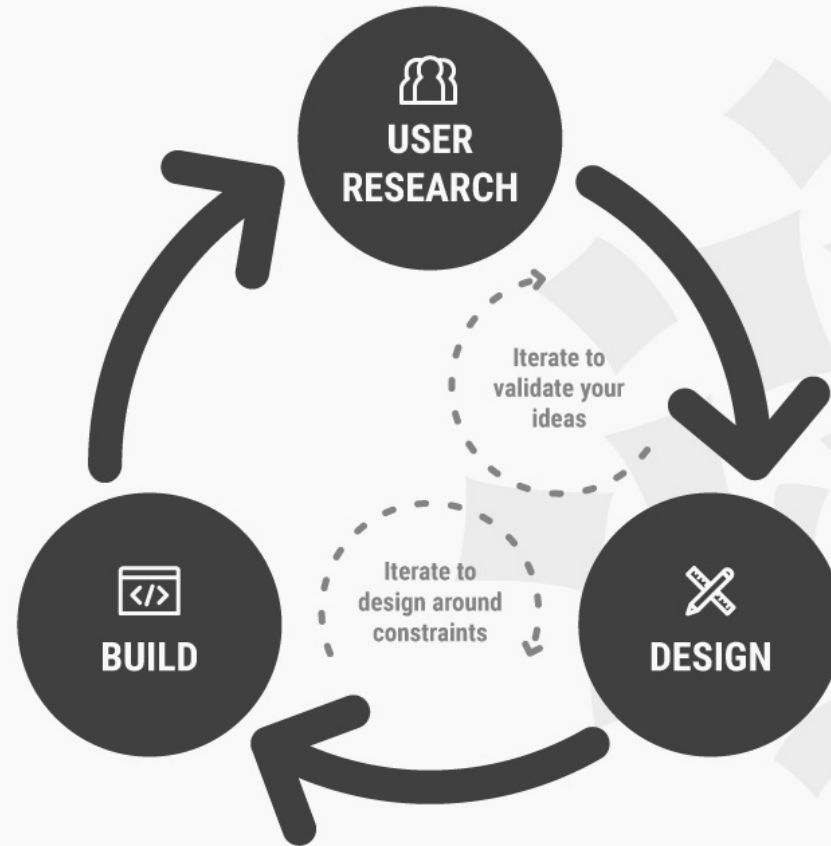 USER
RESEARCH
Iterate to
validate your
ideas
Iterate to
design around
constraints
</>
BUILD
DESIGN